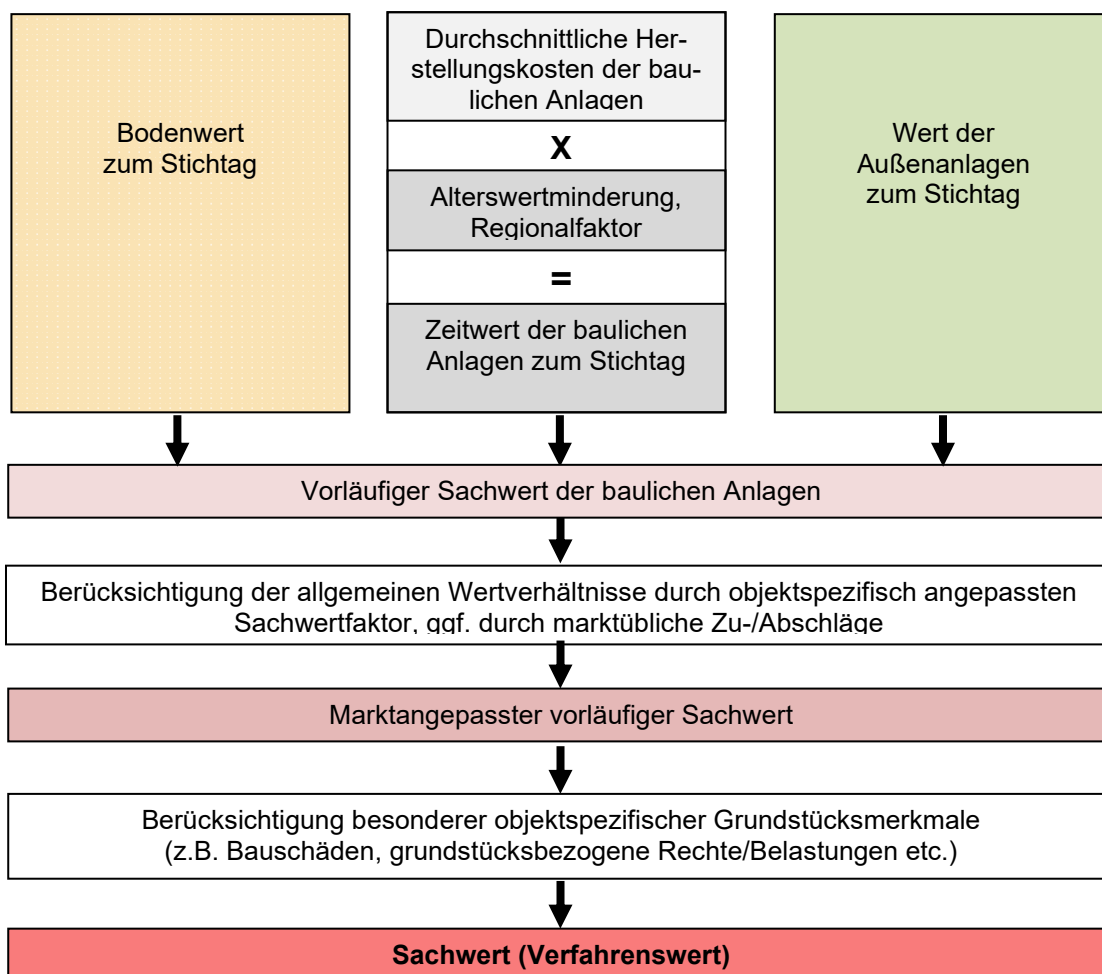 Bodenwert
zum Stichtag
Durchschnittliche Her-
stellungskosten der bau-
lichen Anlagen
X
Alterswertminderung,
Regionalfaktor
=
Zeitwert der baulichen
Anlagen zum Stichtag
Wert der
Außenanlagen
zum Stichtag
Vorläufiger Sachwert der baulichen Anlagen
Berücksichtigung der allgemeinen Wertverhältnisse durch objektspezifisch angepassten
Sachwertfaktor, ggf. durch marktübliche Zu-/Abschläge
Marktangepasster vorläufiger Sachwert
Berücksichtigung besonderer objektspezifischer Grundstücksmerkmale
(z.B. Bauschäden, grundstücksbezogene Rechte/Belastungen etc.)
Sachwert (Verfahrenswert)